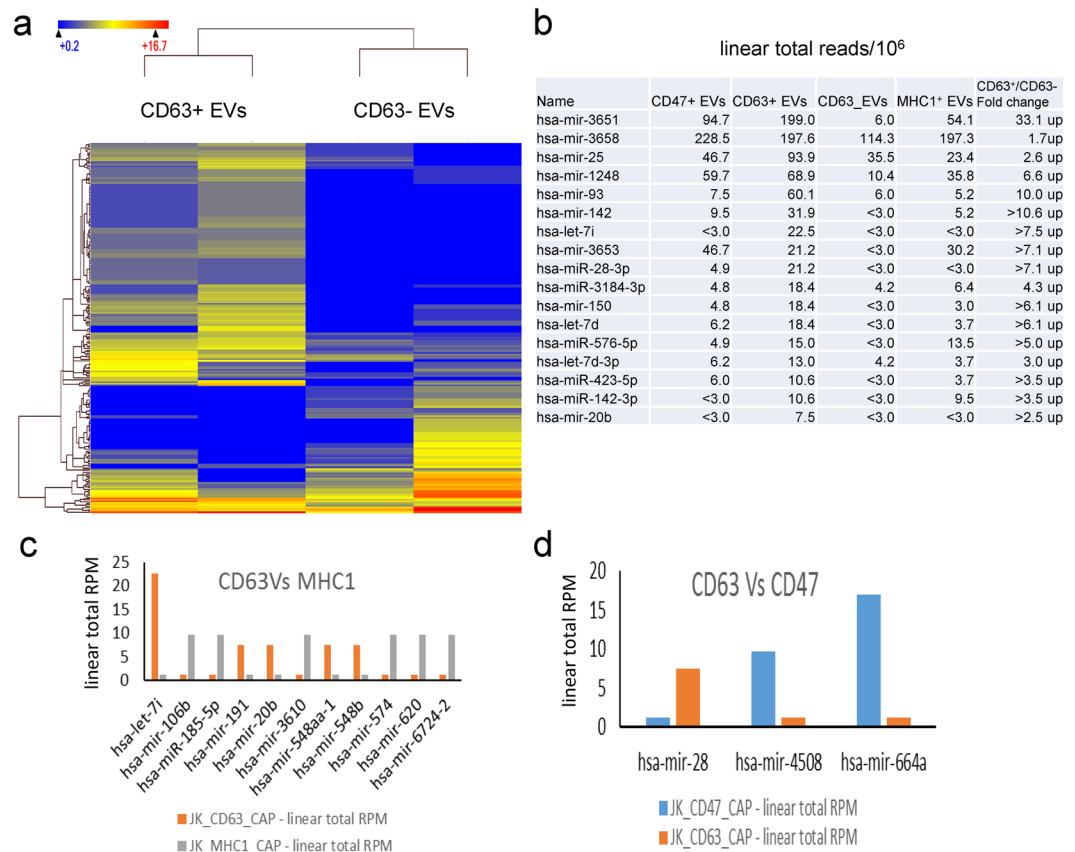 a
+0.2 +16.7
CD63+ EVs CD63- EVs
b
linear total reads/10⁶
Name CD47+ EVs CD63+ EVs CD63_EVs MHC1⁺ EVs CD63⁺/CD63- Fold change
hsa-mir-3651 94.7 199.0 6.0 54.1 33.1 up
hsa-mir-3658 228.5 197.6 114.3 197.3 1.7up
hsa-mir-25 46.7 93.9 35.5 23.4 2.6 up
hsa-mir-1248 59.7 68.9 10.4 35.8 6.6 up
hsa-mir-93 7.5 60.1 6.0 5.2 10.0 up
hsa-mir-142 9.5 31.9 <3.0 5.2 >10.6 up
hsa-let-7i <3.0 22.5 <3.0 <3.0 >7.5 up
hsa-mir-3653 46.7 21.2 <3.0 30.2 >7.1 up
hsa-miR-28-3p 4.9 21.2 <3.0 <3.0 >7.1 up
hsa-miR-3184-3p 4.8 18.4 4.2 6.4 4.3 up
hsa-mir-150 4.8 18.4 <3.0 3.0 >6.1 up
hsa-let-7d 6.2 18.4 <3.0 3.7 >6.1 up
hsa-miR-576-5p 4.9 15.0 <3.0 13.5 >5.0 up
hsa-let-7d-3p 6.2 13.0 4.2 3.7 3.0 up
hsa-miR-423-5p 6.0 10.6 <3.0 3.7 >3.5 up
hsa-miR-142-3p <3.0 10.6 <3.0 9.5 >3.5 up
hsa-mir-20b <3.0 7.5 <3.0 <3.0 >2.5 up
c
CD63Vs MHC1
linear total RPM
25
20
15
10
5
0
hsa-let-7i
hsa-mir-106b
hsa-miR-185-5p
hsa-mir-191
hsa-mir-20b
hsa-mir-3610
hsa-mir-548aa-1
hsa-mir-548b
hsa-mir-574
hsa-mir-620
hsa-mir-6724-2
JK_CD63_CAP - linear total RPM
JK_MHC1_CAP - linear total RPM
d
CD63 Vs CD47
linear total RPM
20
15
10
5
0
hsa-mir-28 hsa-mir-4508 hsa-mir-664a
JK_CD47_CAP - linear total RPM
JK_CD63_CAP - linear total RPM